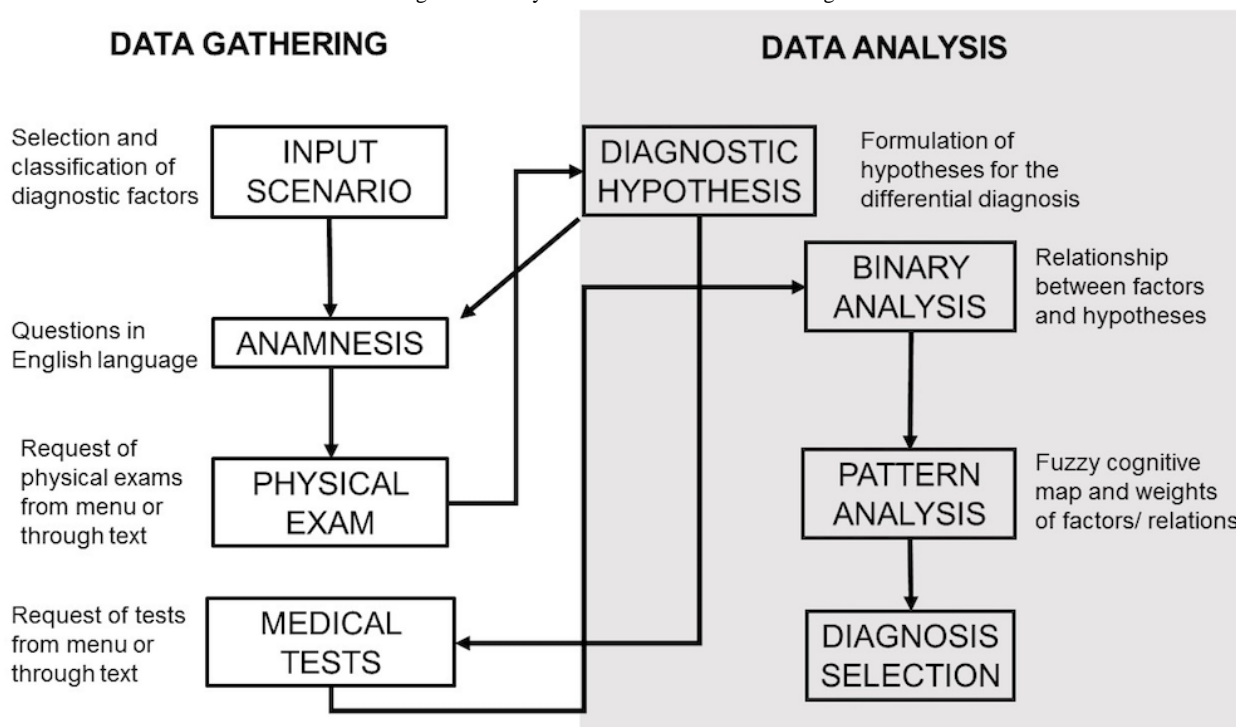 DATA GATHERING
DATA ANALYSIS
Selection and
classification of
diagnostic factors
INPUT
SCENARIO
DIAGNOSTIC
HYPOTHESIS
Formulation of
hypotheses for the
differential diagnosis
BINARY
ANALYSIS
Relationship
between factors
and hypotheses
Questions in
English language
ANAMNESIS
Request of
physical exams
from menu or
through text
PHYSICAL
EXAM
PATTERN
ANALYSIS
Fuzzy cognitive
map and weights
of factors/ relations
Request of tests
from menu or
through text
MEDICAL
TESTS
DIAGNOSIS
SELECTION